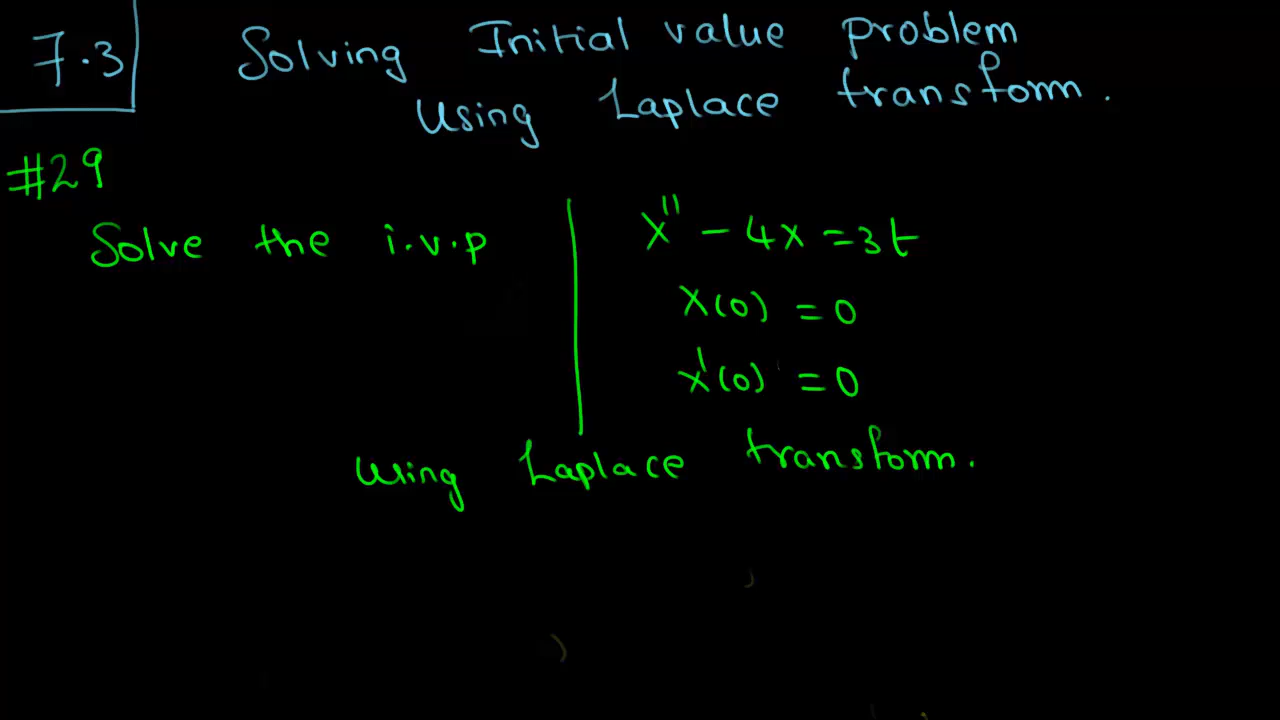 7.3
Solving Initial value problem
Using Laplace transform.
#29
Solve the i.v.p
x'' - 4x = 3t
x(0) = 0
x'(0) = 0
Using Laplace transform.